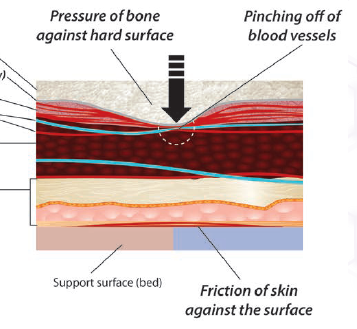 Pressure of bone
against hard surface
Pinching off of
blood vessels
Support surface (bed)
Friction of skin
against the surface